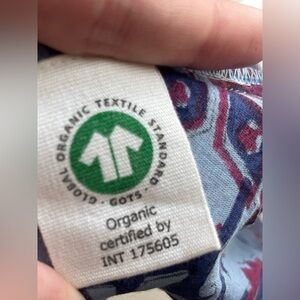 GLOBAL ORGANIC TEXTILE STANDARD
· GOTS ·
Organic
certified by
INT 175605